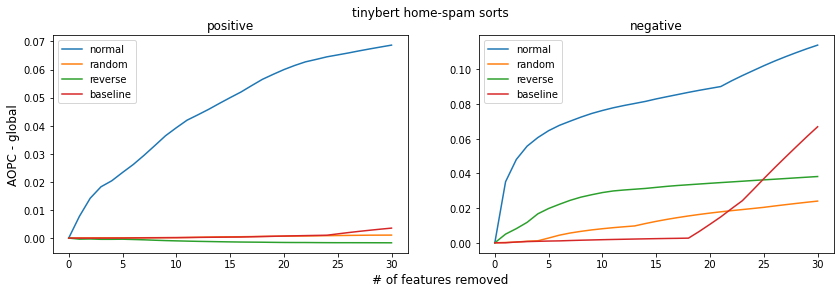 tinybert home-spam sorts
positive
negative
AOPC - global
0.07
0.06
0.05
0.04
0.03
0.02
0.01
0.00
normal
random
reverse
baseline
0 5 10 15 20 25 30
0.10
0.08
0.06
0.04
0.02
0.00
normal
random
reverse
baseline
0 5 10 15 20 25 30
# of features removed